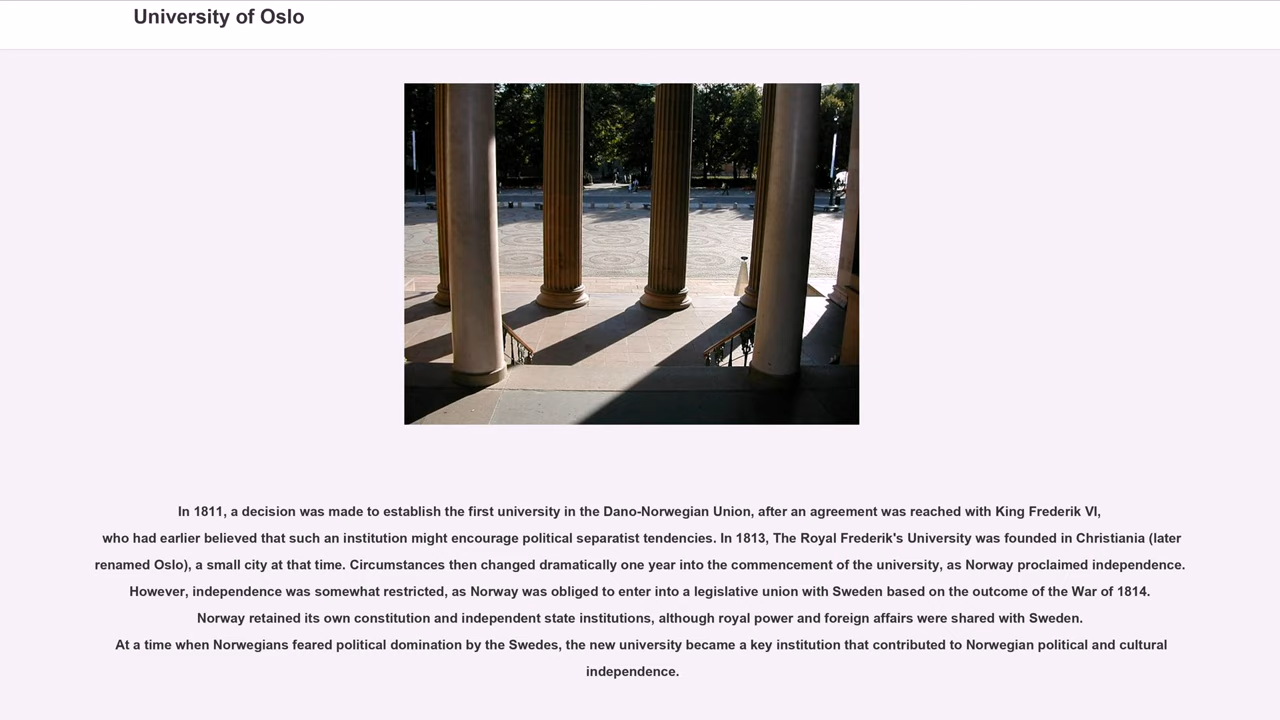 University of Oslo
In 1811, a decision was made to establish the first university in the Dano-Norwegian Union, after an agreement was reached with King Frederik VI,
who had earlier believed that such an institution might encourage political separatist tendencies. In 1813, The Royal Frederik's University was founded in Christiania (later
renamed Oslo), a small city at that time. Circumstances then changed dramatically one year into the commencement of the university, as Norway proclaimed independence.
However, independence was somewhat restricted, as Norway was obliged to enter into a legislative union with Sweden based on the outcome of the War of 1814.
Norway retained its own constitution and independent state institutions, although royal power and foreign affairs were shared with Sweden.
At a time when Norwegians feared political domination by the Swedes, the new university became a key institution that contributed to Norwegian political and cultural
independence.